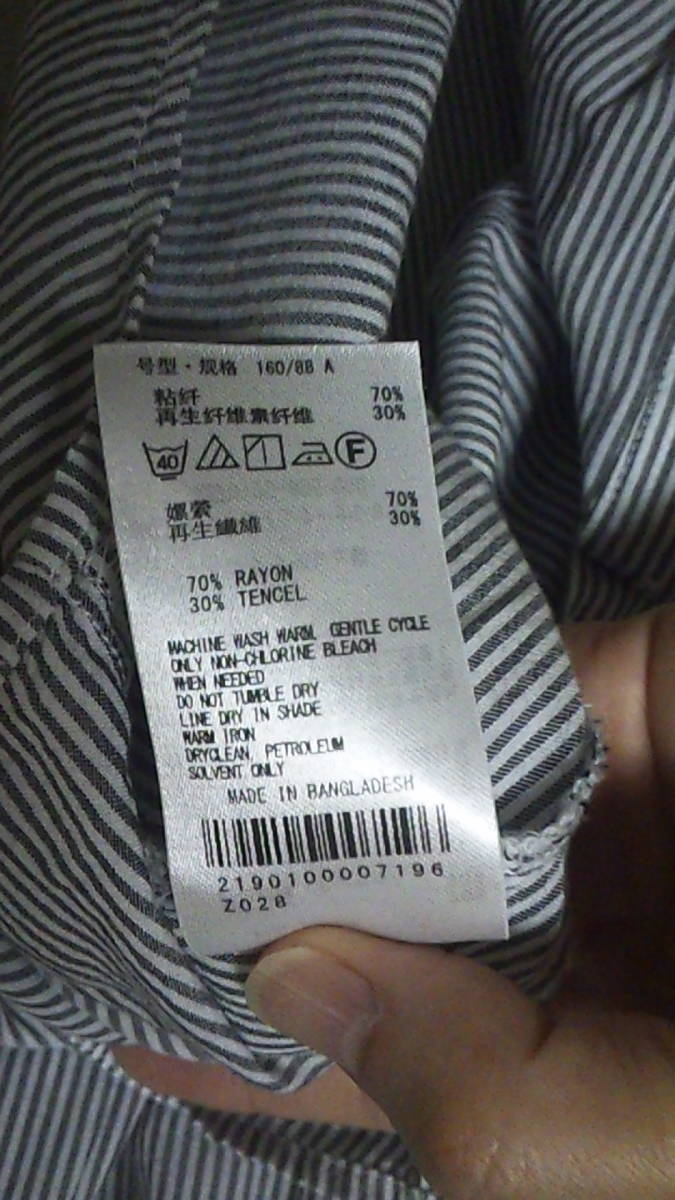 号型·规格 160/88 A
粘纤 70%
再生纤维素纤维 30%
40 F
嫘縈 70%
再生纖維 30%
70% RAYON
30% TENCEL
MACHINE WASH WARM, GENTLE CYCLE
ONLY NON-CHLORINE BLEACH
WHEN NEEDED
DO NOT TUMBLE DRY
LINE DRY IN SHADE
WARM IRON
DRYCLEAN, PETROLEUM
SOLVENT ONLY
MADE IN BANGLADESH
2190100007196
Z028